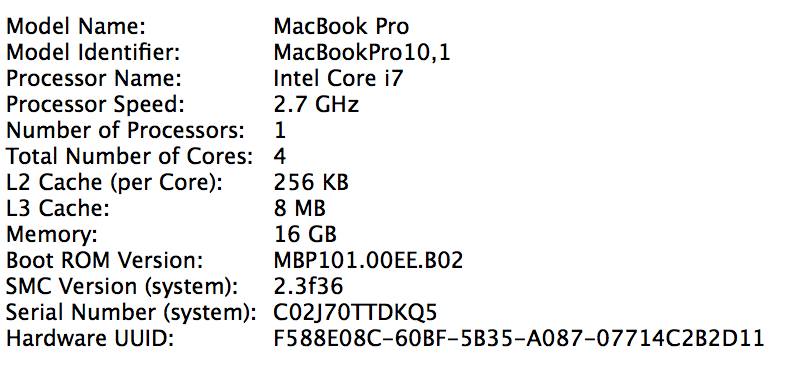 Model Name: MacBook Pro
Model Identifier: MacBookPro10,1
Processor Name: Intel Core i7
Processor Speed: 2.7 GHz
Number of Processors: 1
Total Number of Cores: 4
L2 Cache (per Core): 256 KB
L3 Cache: 8 MB
Memory: 16 GB
Boot ROM Version: MBP101.00EE.B02
SMC Version (system): 2.3f36
Serial Number (system): C02J70TTDKQ5
Hardware UUID: F588E08C-60BF-5B35-A087-07714C2B2D11